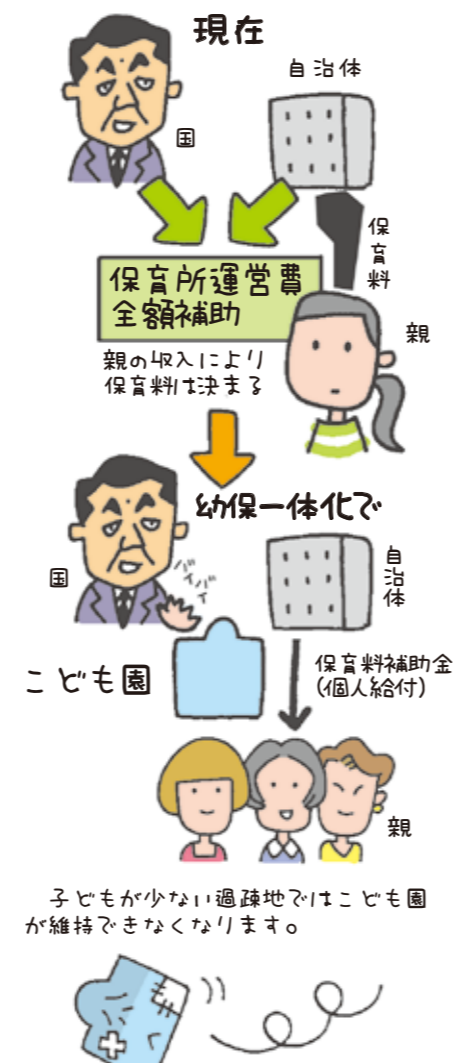 現在
自治体
国
保育料
保育所運営費
全額補助
親
親の収入により
保育料は決まる
幼保一体化で
国
バイバイ
自治体
こども園
保育料補助金
(個人給付)
親
子どもが少ない過疎地ではこども園
が維持できなくなります。